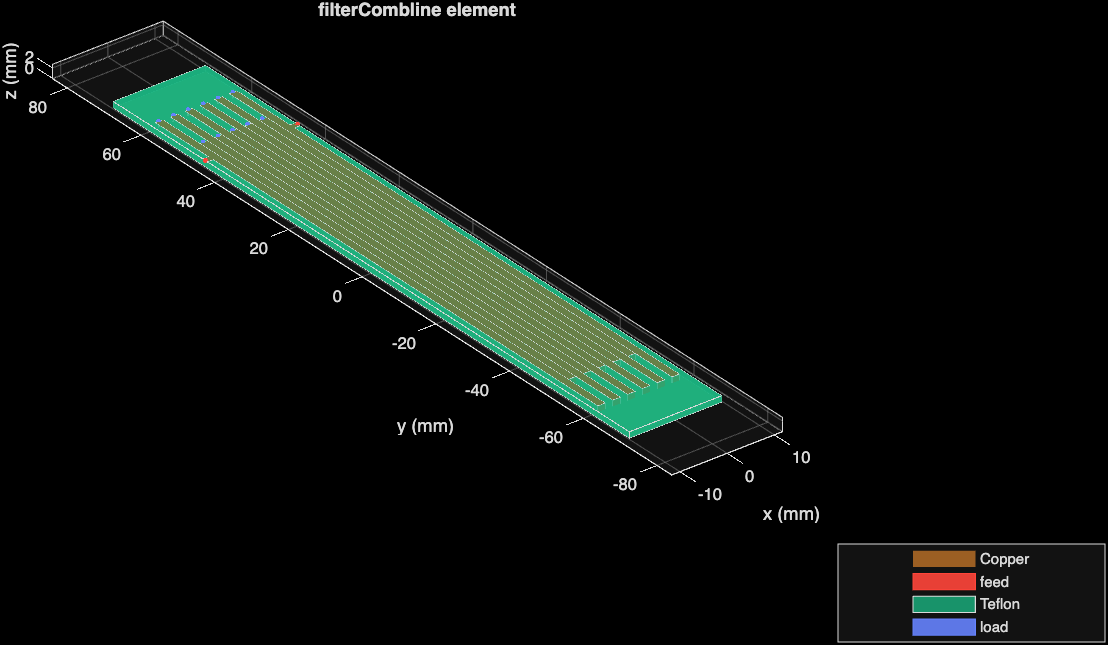 filterCombline element
z (mm)
2
0
80
60
40
20
0
-20
-40
-60
-80
y (mm)
10
0
-10
x (mm)
Copper
feed
Teflon
load